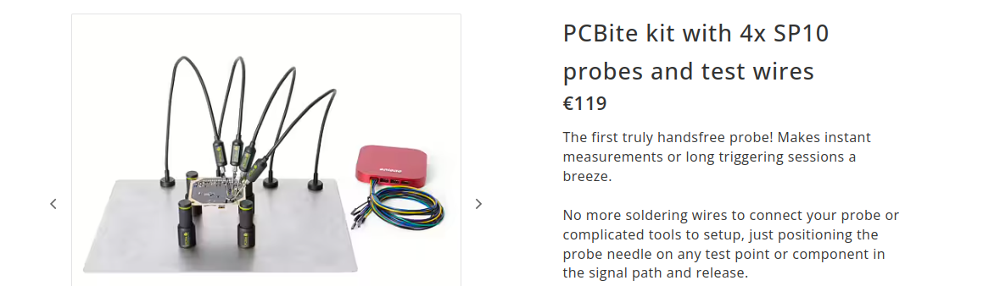 PCBite kit with 4x SP10
probes and test wires
€119
The first truly handsfree probe! Makes instant
measurements or long triggering sessions a
breeze.
No more soldering wires to connect your probe or
complicated tools to setup, just positioning the
probe needle on any test point or component in
the signal path and release.